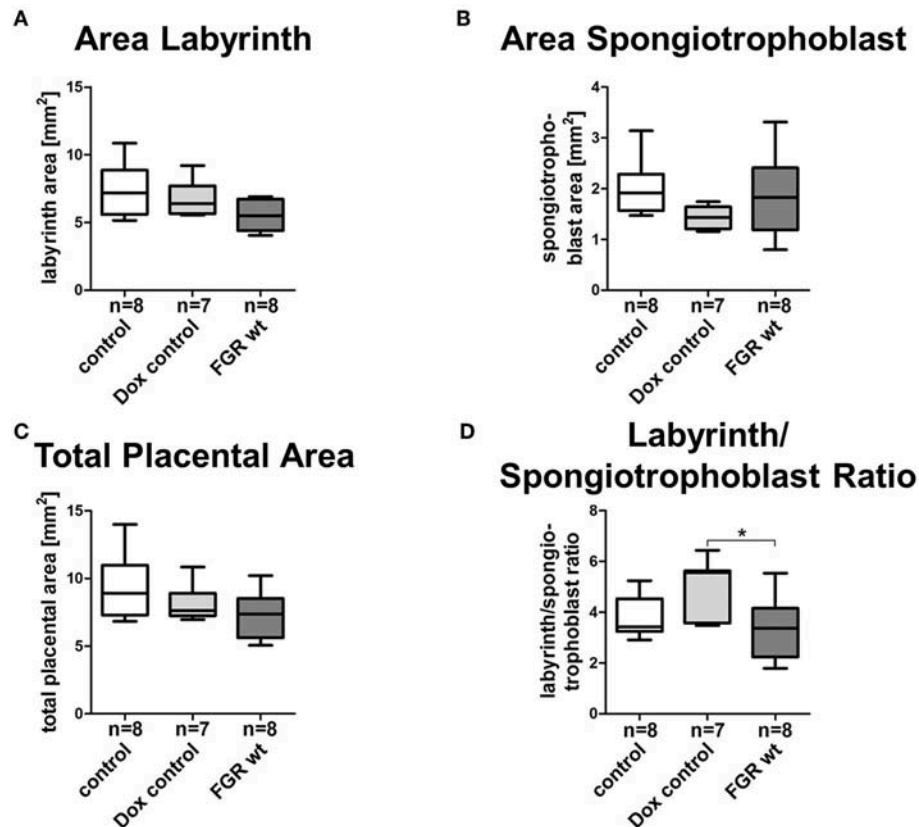 A
Area Labyrinth
labyrinth area [mm²]
15
10
5
0
n=8
n=7
n=8
control
Dox control
FGR wt
B
Area Spongiotrophoblast
spongiotropho-
blast area [mm²]
4
3
2
1
0
n=8
n=7
n=8
control
Dox control
FGR wt
C
Total Placental Area
total placental area [mm²]
15
10
5
0
n=8
n=7
n=8
control
Dox control
FGR wt
D
Labyrinth/
Spongiotrophoblast Ratio
labyrinth/spongio-
trophoblast ratio
8
6
4
2
0
*
n=8
n=7
n=8
control
Dox control
FGR wt